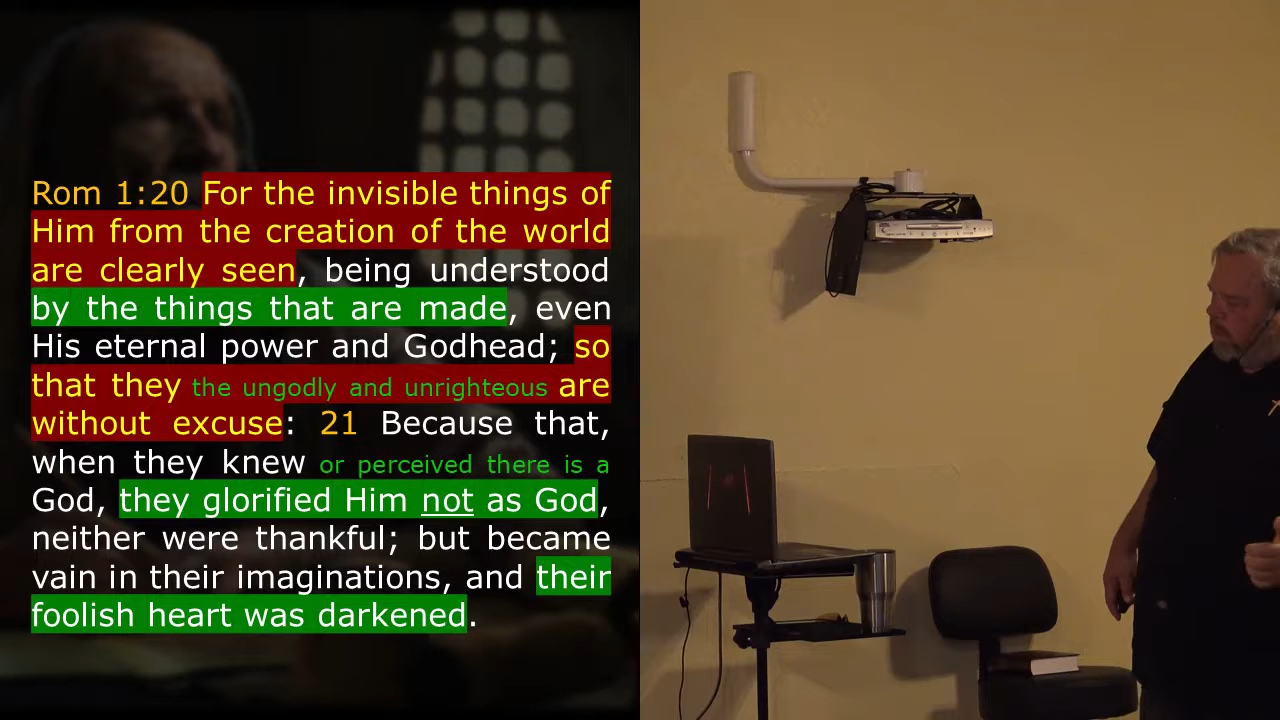 Rom 1:20 For the invisible things of
Him from the creation of the world
are clearly seen, being understood
by the things that are made, even
His eternal power and Godhead; so
that they the ungodly and unrighteous are
without excuse: 21 Because that,
when they knew or perceived there is a
God, they glorified Him not as God,
neither were thankful; but became
vain in their imaginations, and their
foolish heart was darkened.